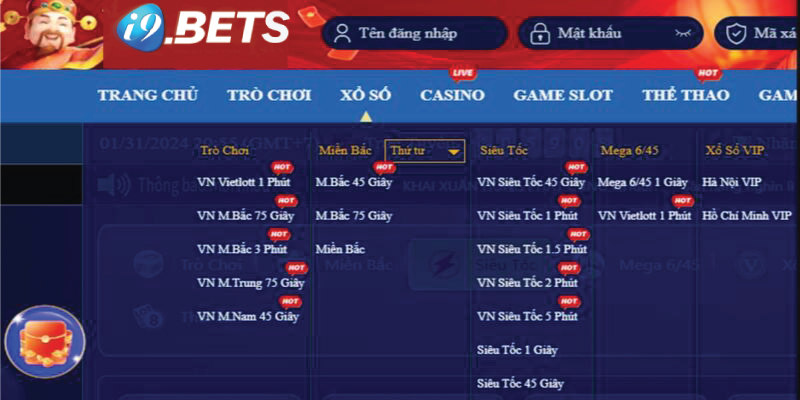 i9.BETS
Tên đăng nhập
Mật khẩu
Mã xá
LIVE
HOT
TRANG CHỦ TRÒ CHƠI XỔ SỐ CASINO GAME SLOT THỂ THAO GAM
01/31/2024
Trò Chơi Miền Bắc Thứ tư Siêu Tốc Mega 6/45 Xổ Số VIP
HOT HOT HOT
VN Vietlott 1 Phút M.Bắc 45 Giây VN Siêu Tốc 45 Giây Mega 6/45 1 Giây Hà Nội VIP
Thông bá KHAI XUÂN
HOT HOT HOT
VN M.Bắc 75 Giây M.Bắc 75 Giây VN Siêu Tốc 1 Phút VN Vietlott 1 Phút Hồ Chí Minh VIP
HOT HOT
VN M.Bắc 3 Phút Miền Bắc VN Siêu Tốc 1.5 Phút
Trò Chơi Miền Bắc Siêu Tốc Mega 6/45
HOT HOT
VN M.Trung 75 Giây VN Siêu Tốc 2 Phút
HOT HOT
VN M.Nam 45 Giây VN Siêu Tốc 5 Phút
Siêu Tốc 1 Giây
Siêu Tốc 45 Giây